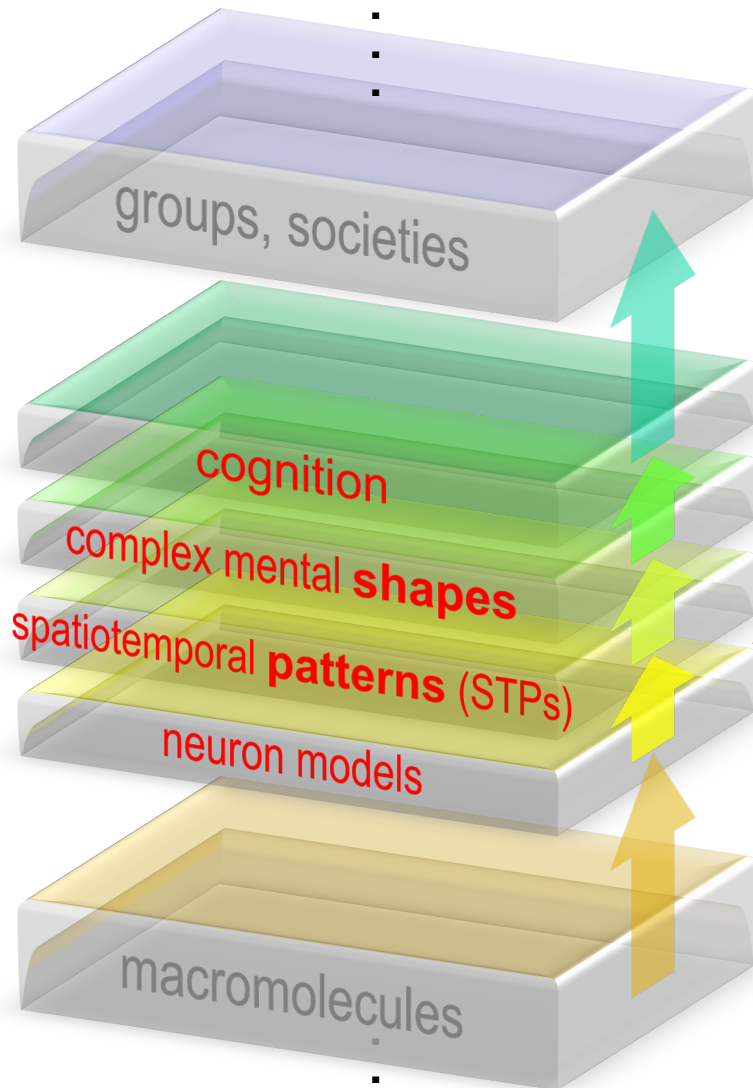 groups, societies
cognition
complex mental shapes
spatiotemporal patterns (STPs)
neuron models
macromolecules